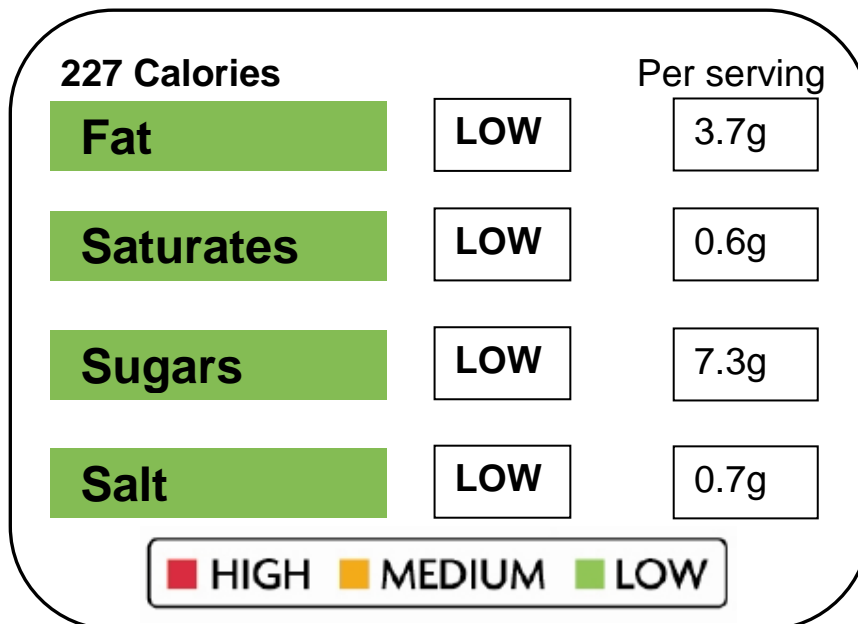 227 Calories Per serving
Fat LOW 3.7g
Saturates LOW 0.6g
Sugars LOW 7.3g
Salt LOW 0.7g
HIGH MEDIUM LOW